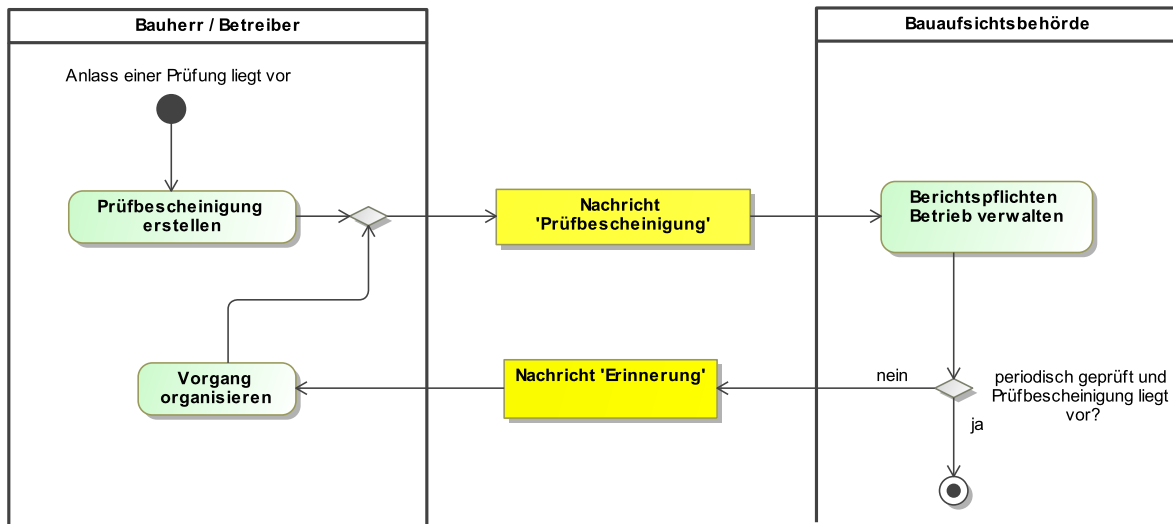 Bauherr / Betreiber
Bauaufsichtsbehörde
Anlass einer Prüfung liegt vor
Prüfbescheinigung
erstellen
Nachricht
'Prüfbescheinigung'
Berichtspflichten
Betrieb verwalten
Vorgang
organisieren
Nachricht 'Erinnerung'
nein
periodisch geprüft und
Prüfbescheinigung liegt
vor?
ja